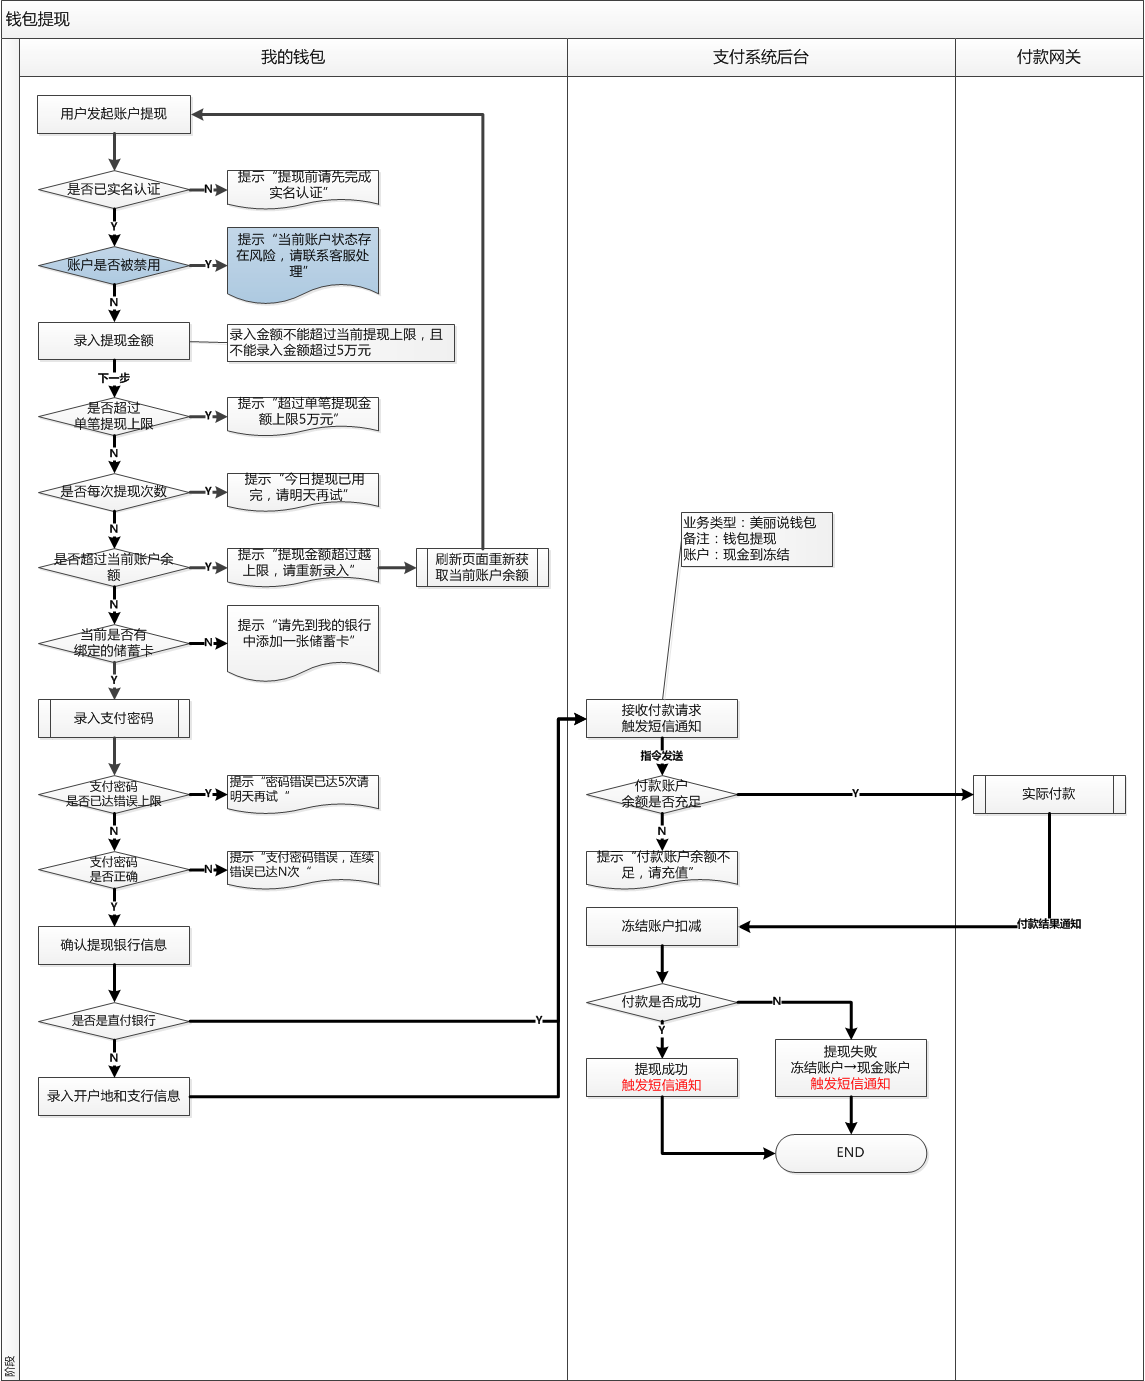 钱包提现
我的钱包
支付系统后台
付款网关
用户发起账户提现
是否已实名认证
N
提示“提现前请先完成
实名认证”
Y
账户是否被禁用
Y
提示“当前账户状态存
在风险，请联系客服处
理”
N
录入提现金额
录入金额不能超过当前提现上限，且
不能录入金额超过5万元
下一步
是否超过
单笔提现上限
Y
提示“超过单笔提现金
额上限5万元”
N
是否每次提现次数
Y
提示“今日提现已用
完，请明天再试”
N
是否超过当前账户余
额
Y
提示“提现金额超过越
上限，请重新录入”
刷新页面重新获
取当前账户余额
N
当前是否有
绑定的储蓄卡
N
提示“请先到我的银行
中添加一张储蓄卡”
Y
录入支付密码
支付密码
是否已达错误上限
Y
提示“密码错误已达5次请
明天再试 “
N
支付密码
是否正确
N
提示“支付密码错误，连续
错误已达N次 “
Y
确认提现银行信息
是否是直付银行
Y
N
录入开户地和支行信息
业务类型：美丽说钱包
备注：钱包提现
账户：现金到冻结
接收付款请求
触发短信通知
指令发送
付款账户
余额是否充足
Y
实际付款
N
提示“付款账户余额不
足，请充值”
付款结果通知
冻结账户扣减
付款是否成功
N
Y
提现成功
触发短信通知
提现失败
冻结账户→现金账户
触发短信通知
END
阶段